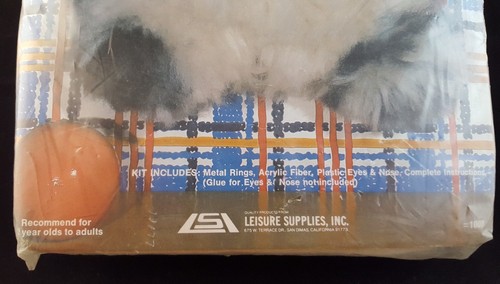 KIT INCLUDES: Metal Rings, Acrylic Fiber, Plastic Eyes & Nose, Complete Instructions
(Glue for Eyes & Nose not included)
Recommend for
year olds to adults
LSI
LEISURE SUPPLIES, INC.